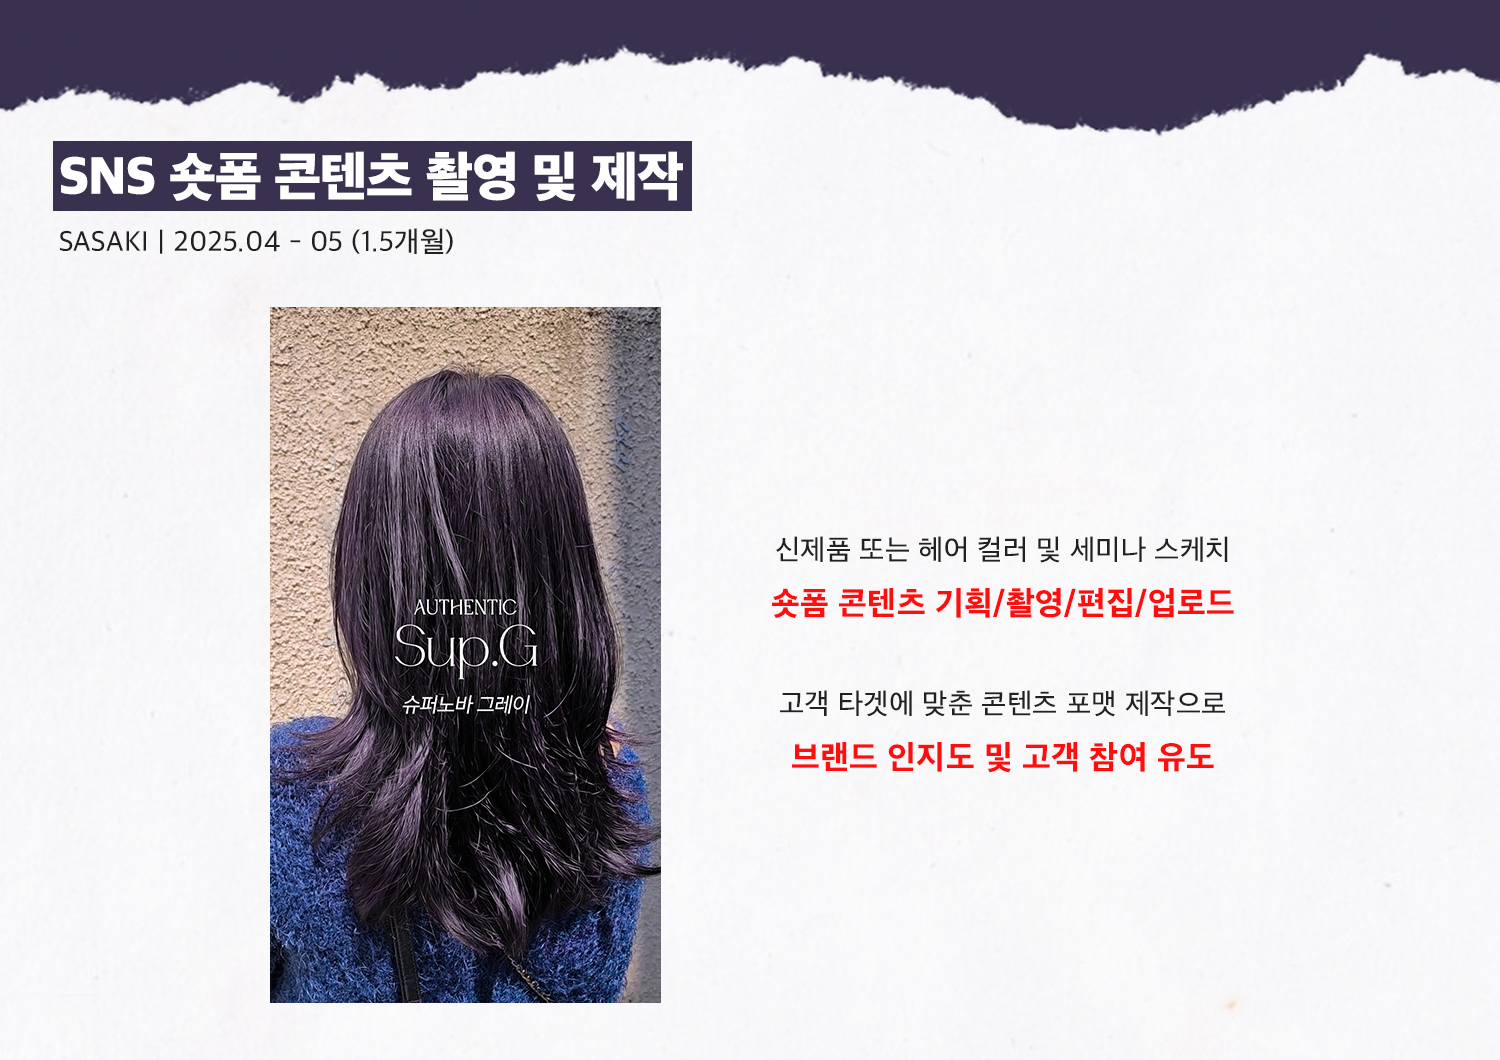 SNS 숏폼 콘텐츠 촬영 및 제작
SASAKI | 2025.04 - 05 (1.5개월)
AUTHENTIC
Sup.G
슈퍼노바 그레이
신제품 또는 헤어 컬러 및 세미나 스케치
숏폼 콘텐츠 기획/촬영/편집/업로드
고객 타겟에 맞춘 콘텐츠 포맷 제작으로
브랜드 인지도 및 고객 참여 유도